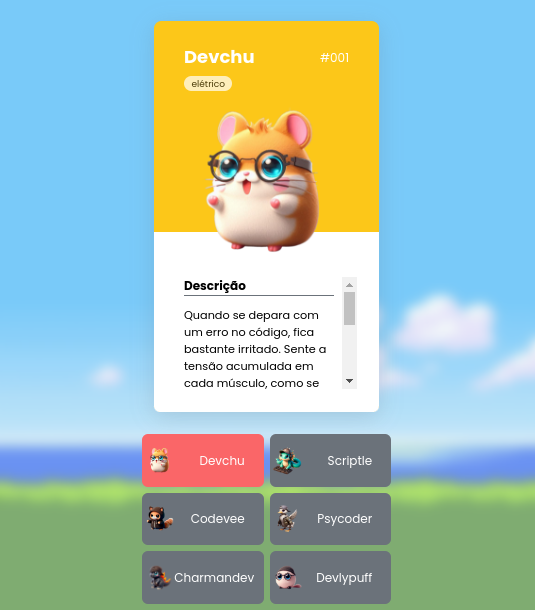 Devchu #001
elétrico
Descrição
Quando se depara com
um erro no código, fica
bastante irritado. Sente a
tensão acumulada em
cada músculo, como se
Devchu
Scriptle
Codevee
Psycoder
Charmandev
Devlypuff